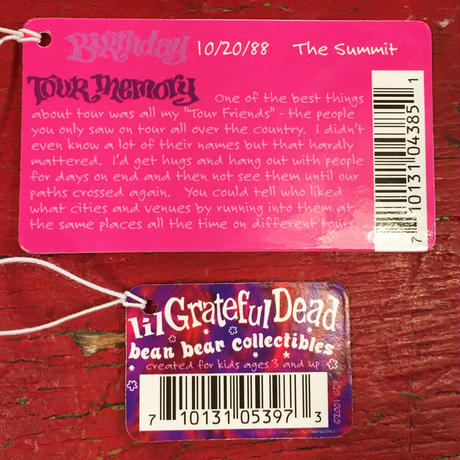 Birthday 10/20/88 The Summit
Tour Memory One of the best things
about tour was all my "Tour Friends" - the people
you only saw on tour all over the country. I didn't
even know a lot of their names but that hardly
mattered. I'd get hugs and hang out with people
for days on end and then not see them until our
paths crossed again. You could tell who liked
what cities and venues by running into them at
the same places all the time on different tours.
7 10131 04385 1
lil Grateful Dead
bean bear collectibles
created for kids ages 3 and up
7 10131 05397 3
©2001 GDP